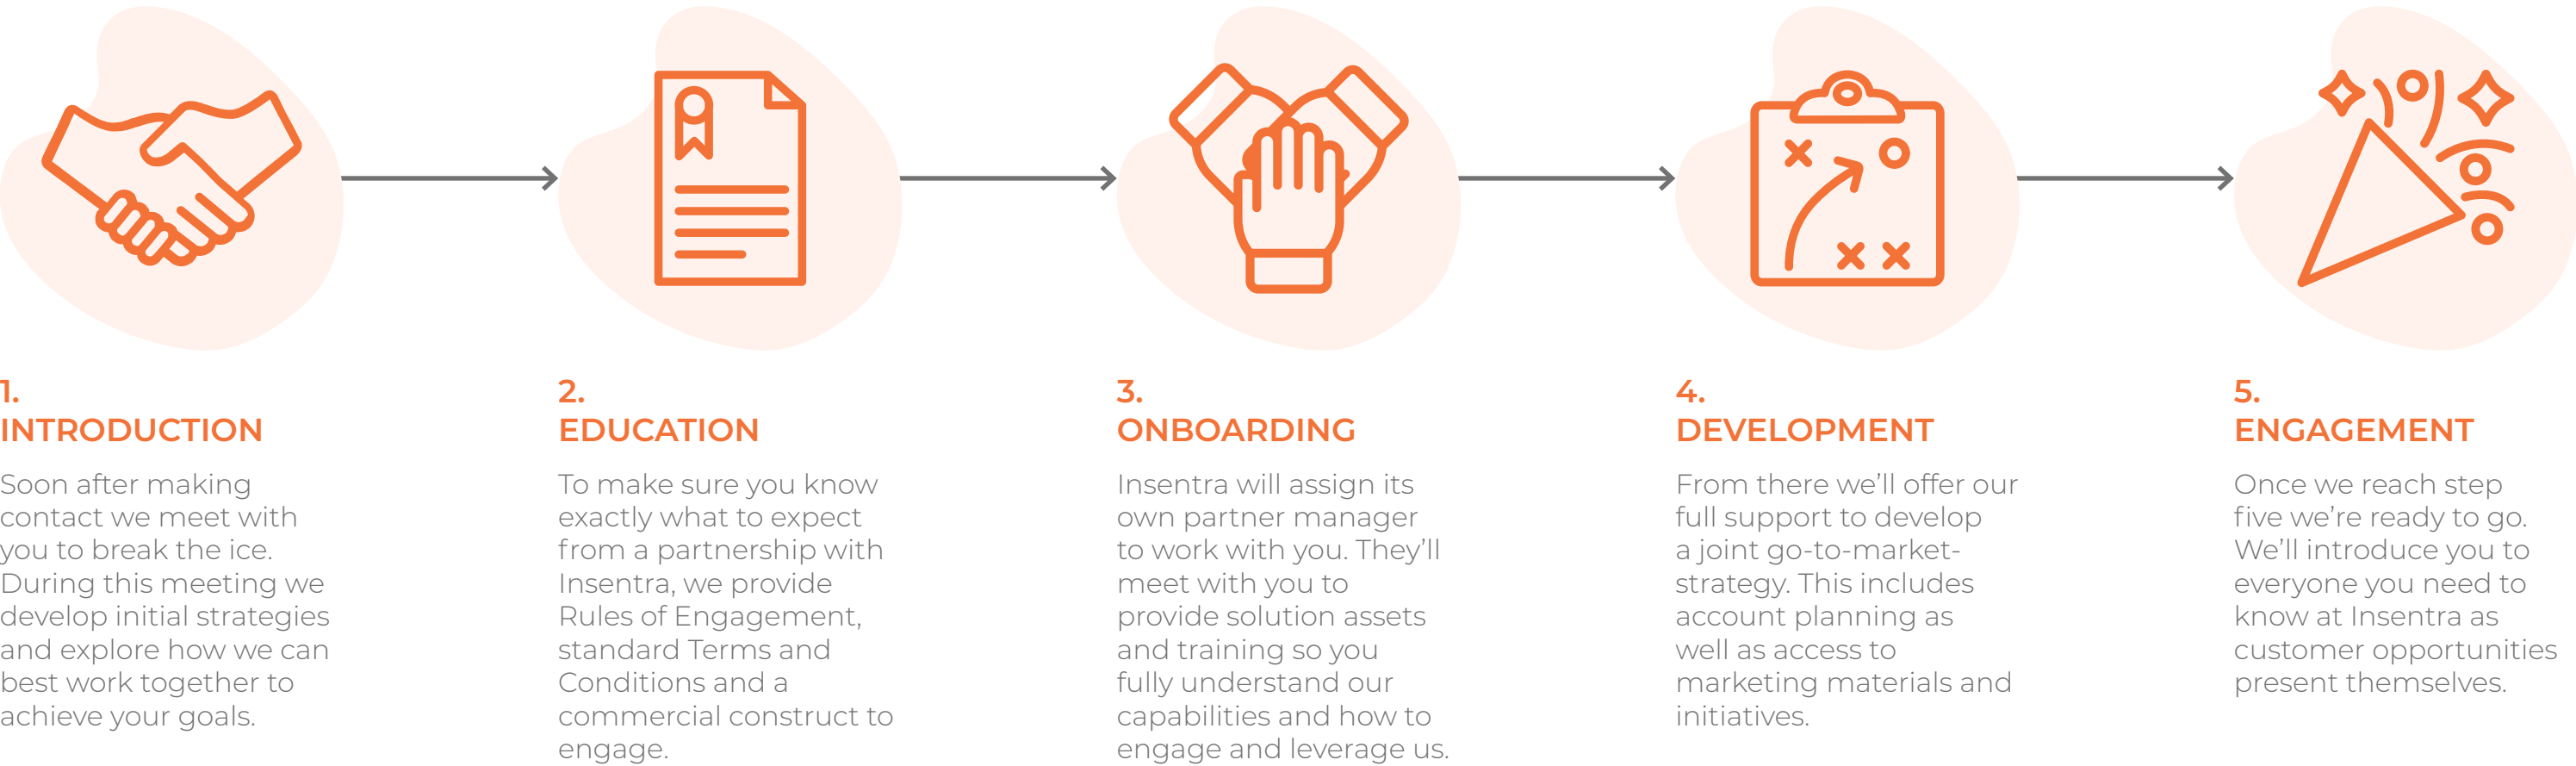 1.
INTRODUCTION
Soon after making
contact we meet with
you to break the ice.
During this meeting we
develop initial strategies
and explore how we can
best work together to
achieve your goals.
2.
EDUCATION
To make sure you know
exactly what to expect
from a partnership with
Insentra, we provide
Rules of Engagement,
standard Terms and
Conditions and a
commercial construct to
engage.
3.
ONBOARDING
Insentra will assign its
own partner manager
to work with you. They’ll
meet with you to
provide solution assets
and training so you
fully understand our
capabilities and how to
engage and leverage us.
4.
DEVELOPMENT
From there we’ll offer our
full support to develop
a joint go-to-market-
strategy. This includes
account planning as
well as access to
marketing materials and
initiatives.
5.
ENGAGEMENT
Once we reach step
five we’re ready to go.
We’ll introduce you to
everyone you need to
know at Insentra as
customer opportunities
present themselves.